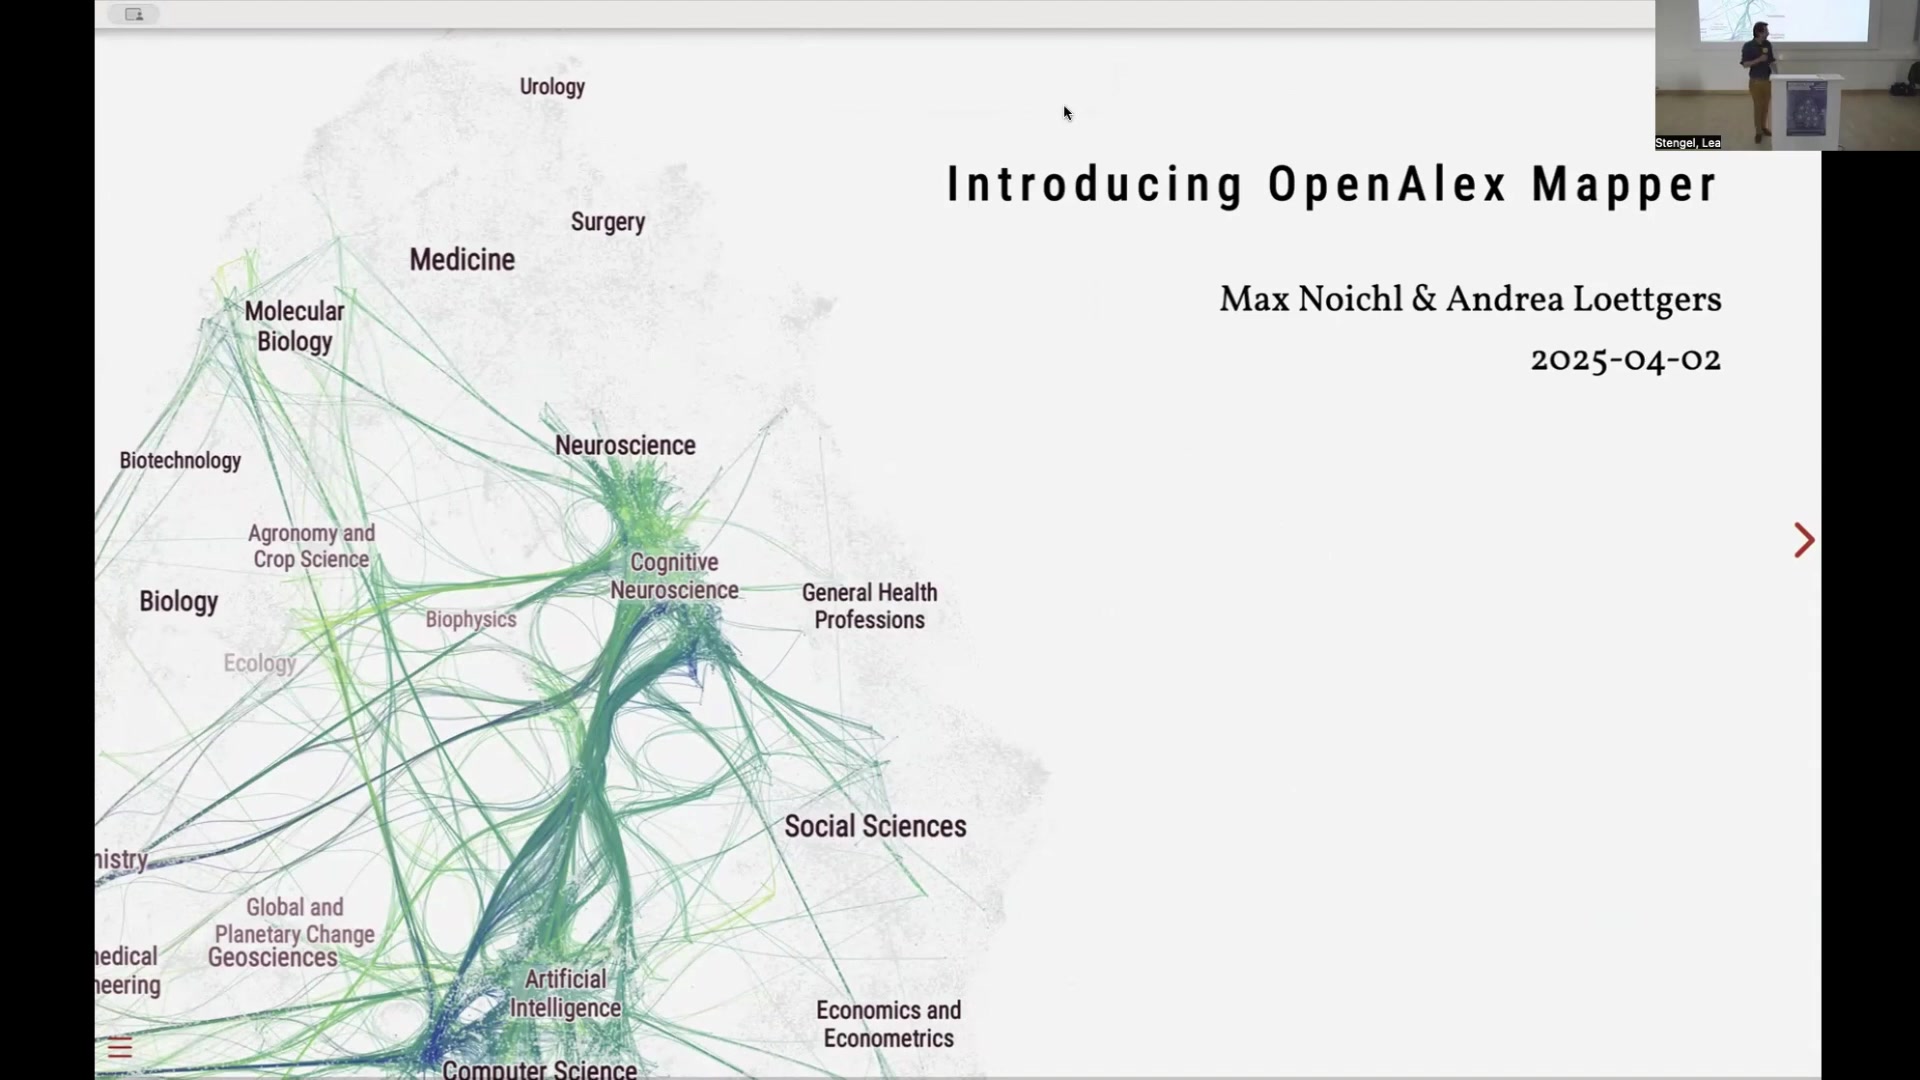 Stengel, Lea
Introducing OpenAlex Mapper
Max Noichl & Andrea Loettgers
2025-04-02
Urology
Surgery
Medicine
Molecular
Biology
Neuroscience
Biotechnology
Agronomy and
Crop Science
Cognitive
Neuroscience
General Health
Professions
Biology
Biophysics
Ecology
Social Sciences
nistry
Global and
Planetary Change
Geosciences
edical
neering
Artificial
Intelligence
Economics and
Econometrics
Computer Science